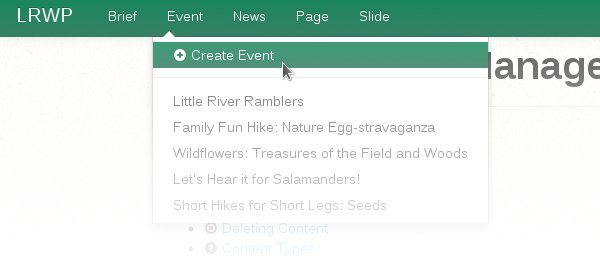 LRWP Brief Event News Page Slide
Create Event
anage
Little River Ramblers
Family Fun Hike: Nature Egg-stravaganza
Wildflowers: Treasures of the Field and Woods
Let's Hear it for Salamanders!
Short Hikes for Short Legs: Seeds
Deleting Content
Content Types